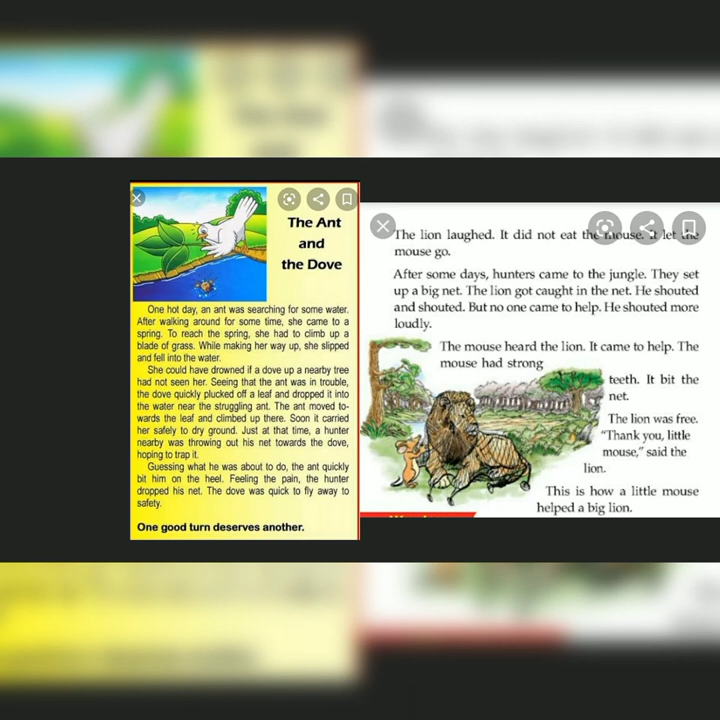 The Ant
and
the Dove
One hot day, an ant was searching for some water.
After walking around for some time, she came to a
spring. To reach the spring, she had to climb up a
blade of grass. While making her way up, she slipped
and fell into the water.
She could have drowned if a dove up a nearby tree
had not seen her. Seeing that the ant was in trouble,
the dove quickly plucked off a leaf and dropped it into
the water near the struggling ant. The ant moved to-
wards the leaf and climbed up there. Soon it carried
her safely to dry ground. Just at that time, a hunter
nearby was throwing out his net towards the dove,
hoping to trap it.
Guessing what he was about to do, the ant quickly
bit him on the heel. Feeling the pain, the hunter
dropped his net. The dove was quick to fly away to
safety.
One good turn deserves another.
The lion laughed. It did not eat the mouse. It let the
mouse go.
After some days, hunters came to the jungle. They set
up a big net. The lion got caught in the net. He shouted
and shouted. But no one came to help. He shouted more
loudly.
The mouse heard the lion. It came to help. The
mouse had strong
teeth. It bit the
net.
The lion was free.
“Thank you, little
mouse,” said the
lion.
This is how a little mouse
helped a big lion.